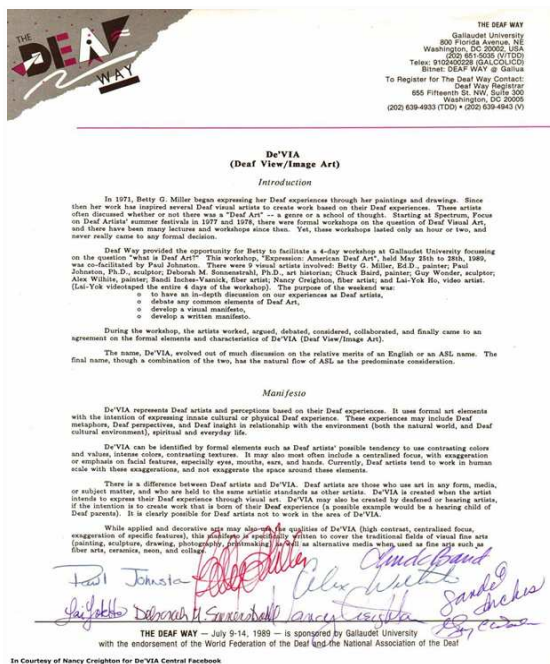 THE
DEAF
WAY
THE DEAF WAY
Gallaudet University
800 Florida Avenue, NE
Washington, DC 20002, USA
(202) 651-5035 (V/TDD)
Telex: 9102400228 (GALCOLICD)
Bitnet: DEAF WAY @ Gallua
To Register for The Deaf Way Contact:
Deaf Way Registrar
655 Fifteenth St. NW, Suite 300
Washington, DC 20005
(202) 639-4933 (TDD) • (202) 639-4943 (V)
De'VIA
(Deaf View/Image Art)
Introduction
In 1971, Betty G. Miller began expressing her Deaf experiences through her paintings and drawings. Since
then her work has inspired several Deaf visual artists to create work based on their Deaf experiences. These artists
often discussed whether or not there was a "Deaf Art" -- a genre or a school of thought. Starting at Spectrum, Focus
on Deaf Artists' summer festivals in 1977 and 1978, there were formal workshops on the question of Deaf Visual Art,
and there have been many lectures and workshops since then. Yet, these workshops lasted only an hour or two, and
never really came to any formal decision.
Deaf Way provided the opportunity for Betty to facilitate a 4-day workshop at Gallaudet University focussing
on the question "what is Deaf Art?" This workshop, "Expression: American Deaf Art", held May 25th to 28th, 1989,
was co-facilitated by Paul Johnston. There were 9 visual artists involved: Betty G. Miller, Ed.D., painter; Paul
Johnston, Ph.D., sculptor; Deborah M. Sonnenstrahl, Ph.D., art historian; Chuck Baird, painter; Guy Wonder, sculptor;
Alex Wilhite, painter; Sandi Inches-Vasnick, fiber artist; Nancy Creighton, fiber artist; and Lai-Yok Ho, video artist.
(Lai-Yok videotaped the entire 4 days of the workshop). The purpose of the weekend was:
o to have an in-depth discussion on our experiences as Deaf artists,
o debate any common elements of Deaf Art,
o develop a visual manifesto,
o develop a written manifesto.
During the workshop, the artists worked, argued, debated, considered, collaborated, and finally came to an
agreement on the formal elements and characteristics of De'VIA (Deaf View/Image Art).
The name, De'VIA, evolved out of much discussion on the relative merits of an English or an ASL name. The
final name, though a combination of the two, has the natural flow of ASL as the predominate consideration.
Manifesto
De'VIA represents Deaf artists and perceptions based on their Deaf experiences. It uses formal art elements
with the intention of expressing innate cultural or physical Deaf experience. These experiences may include Deaf
metaphors, Deaf perspectives, and Deaf insight in relationship with the environment (both the natural world, and Deaf
cultural environment), spiritual and everyday life.
De'VIA can be identified by formal elements such as Deaf artists' possible tendency to use contrasting colors
and values, intense colors, contrasting textures. It may also most often include a centralized focus, with exaggeration
or emphasis on facial features, especially eyes, mouths, ears, and hands. Currently, Deaf artists tend to work in human
scale with these exaggerations, and not exaggerate the space around these elements.
There is a difference between Deaf Artists and De'VIA. Deaf artists are those who use art in any form, media,
or subject matter, and who are held to the same artistic standards as other artists. De'VIA is created when the artist
intends to express their Deaf experience through visual art. De'VIA may also be created by deafened or hearing artists,
if the intention is to create work that is born of their Deaf experience (a possible example would be a hearing child of
Deaf parents). It is clearly possible for Deaf artists not to work in the area of De'VIA.
While applied and decorative arts may also use the qualities of De'VIA (high contrast, centralized focus,
exaggeration of specific features), this manifesto is specifically written to cover the traditional fields of visual fine arts
(painting, sculpture, drawing, photography, printmaking) as well as alternative media when used as fine arts such as
fiber arts, ceramics, neon, and collage.
Betty G. Miller
Chuck Baird
Paul Johnston
Alex Wilhite
Lai-Yok Ho
Deborah M. Sonnenstrahl
Nancy Creighton
Guy Wonder
THE DEAF WAY — July 9-14, 1989 — is sponsored by Gallaudet University
with the endorsement of the World Federation of the Deaf and the National Association of the Deaf
In Courtesy of Nancy Creighton for De'VIA Central Facebook